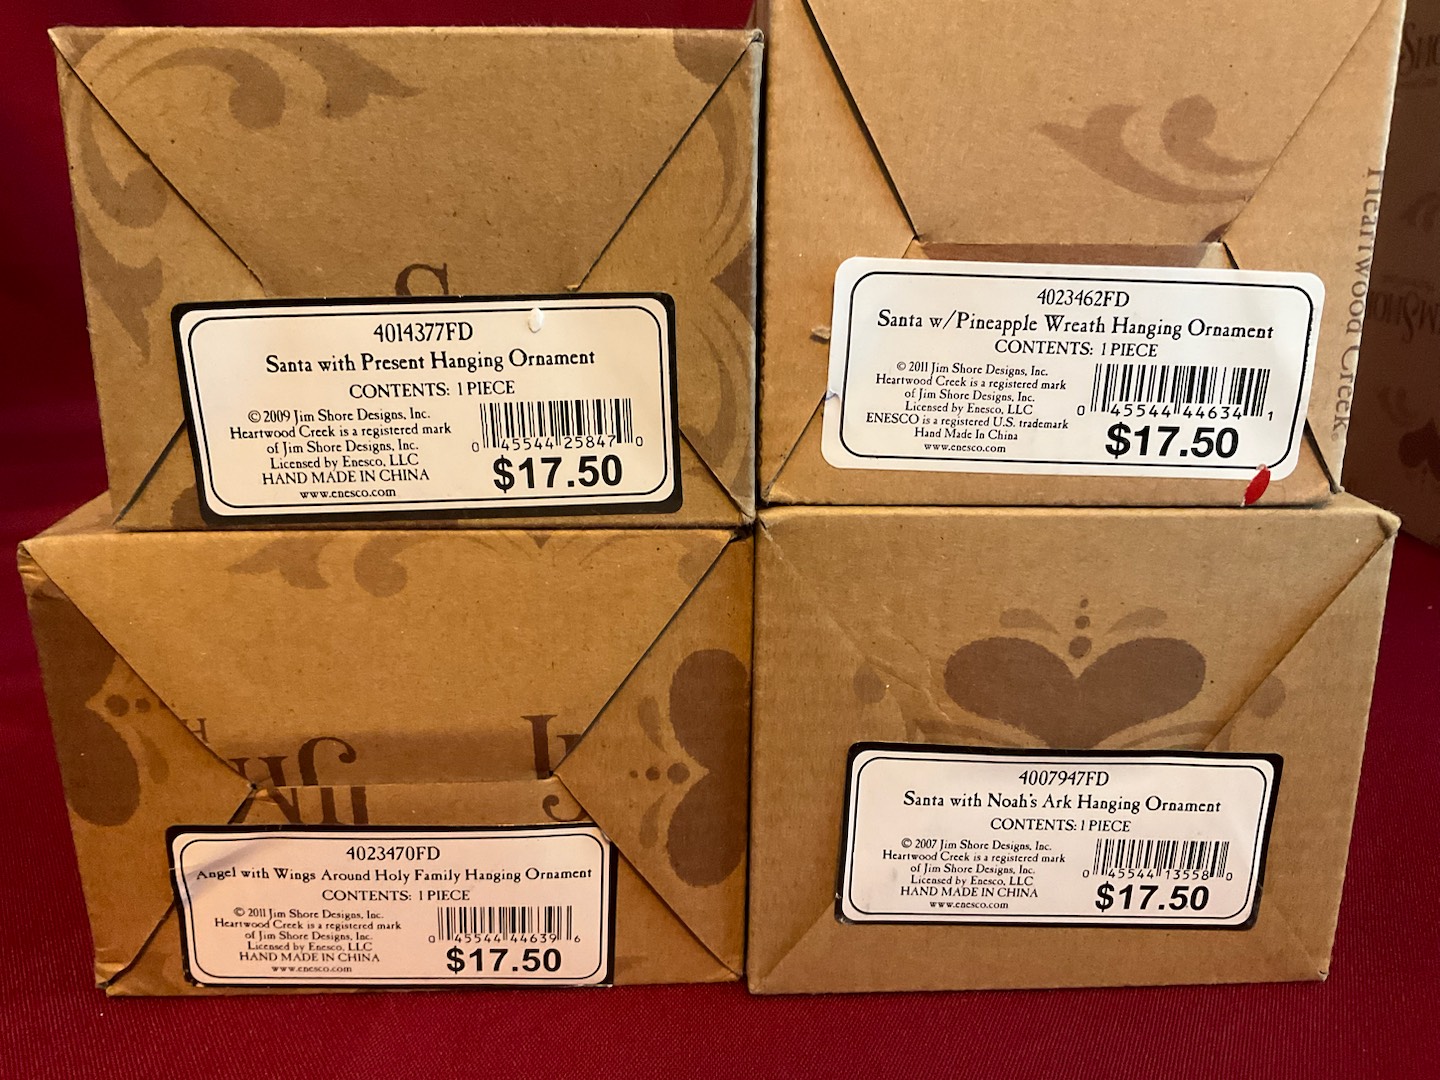 4014377FD
Santa with Present Hanging Ornament
CONTENTS: 1 PIECE
© 2009 Jim Shore Designs, Inc.
Heartwood Creek is a registered mark
of Jim Shore Designs, Inc.
Licensed by Enesco, LLC
HAND MADE IN CHINA
www.enesco.com
0 45544 25847 0
$17.50
4023462FD
Santa w/Pineapple Wreath Hanging Ornament
CONTENTS: 1 PIECE
© 2011 Jim Shore Designs, Inc.
Heartwood Creek is a registered mark
of Jim Shore Designs, Inc.
Licensed by Enesco, LLC
ENESCO is a registered U.S. trademark
Hand Made In China
www.enesco.com
0 45544 44634 1
$17.50
Heartwood Creek®
4023470FD
Angel with Wings Around Holy Family Hanging Ornament
CONTENTS: 1 PIECE
© 2011 Jim Shore Designs, Inc.
Heartwood Creek is a registered mark
of Jim Shore Designs, Inc.
Licensed by Enesco, LLC
HAND MADE IN CHINA
www.enesco.com
0 45544 44639 6
$17.50
4007947FD
Santa with Noah's Ark Hanging Ornament
CONTENTS: 1 PIECE
© 2007 Jim Shore Designs, Inc.
Heartwood Creek is a registered mark
of Jim Shore Designs, Inc.
Licensed by Enesco, LLC
HAND MADE IN CHINA
www.enesco.com
0 45544 13558 0
$17.50